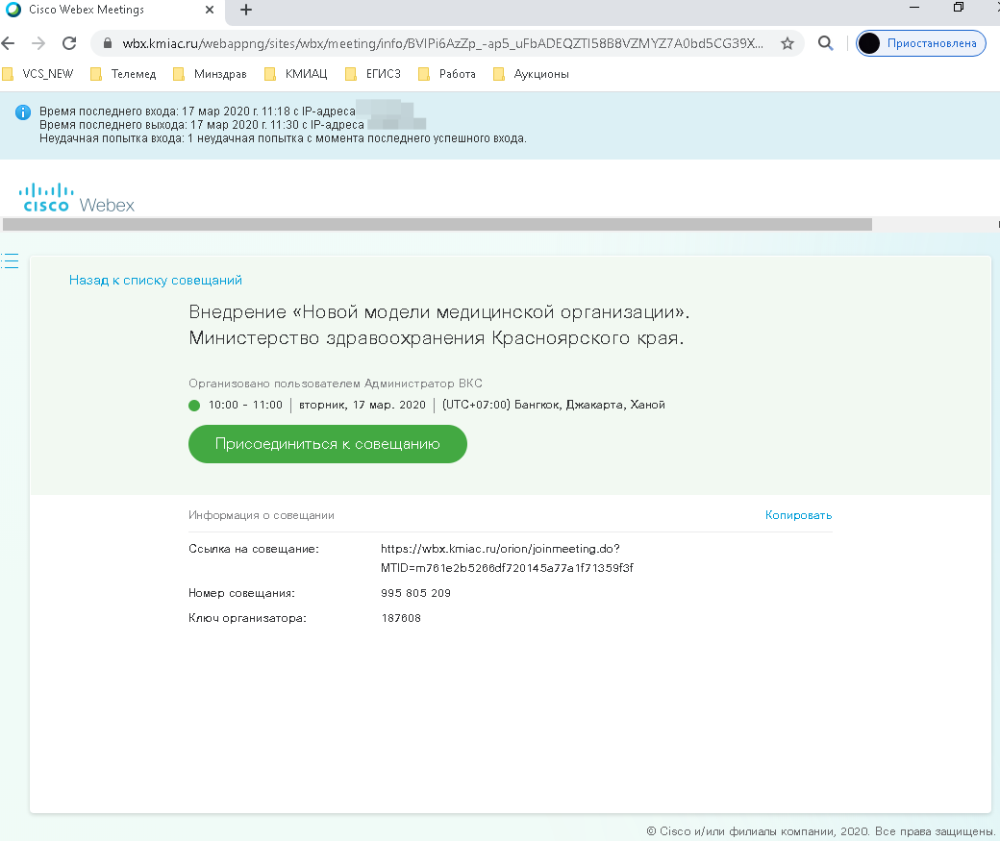 Cisco Webex Meetings
wbx.kmiac.ru/webappng/sites/wbx/meeting/info/BVIPi6AzZp_-ap5_uFbADEQZTI58B8VZMYZ7A0bd5CG39X...
Приостановлена
VCS_NEW Телемед Минздрав КМИАЦ ЕГИСЗ Работа Аукционы
Время последнего входа: 17 мар 2020 г. 11:18 с IP-адреса
Время последнего выхода: 17 мар 2020 г. 11:30 с IP-адреса
Неудачная попытка входа: 1 неудачная попытка с момента последнего успешного входа.
CISCO Webex
Назад к списку совещаний
Внедрение «Новой модели медицинской организации».
Министерство здравоохранения Красноярского края.
Организовано пользователем Администратор ВКС
10:00 - 11:00 | вторник, 17 мар. 2020 | (UTC+07:00) Бангкок, Джакарта, Ханой
Присоединиться к совещанию
Информация о совещании Копировать
Ссылка на совещание: https://wbx.kmiac.ru/orion/joinmeeting.do?
MTID=m761e2b5266df720145a77a1f71359f3f
Номер совещания: 995 805 209
Ключ организатора: 187608
© Cisco и/или филиалы компании, 2020. Все права защищены.